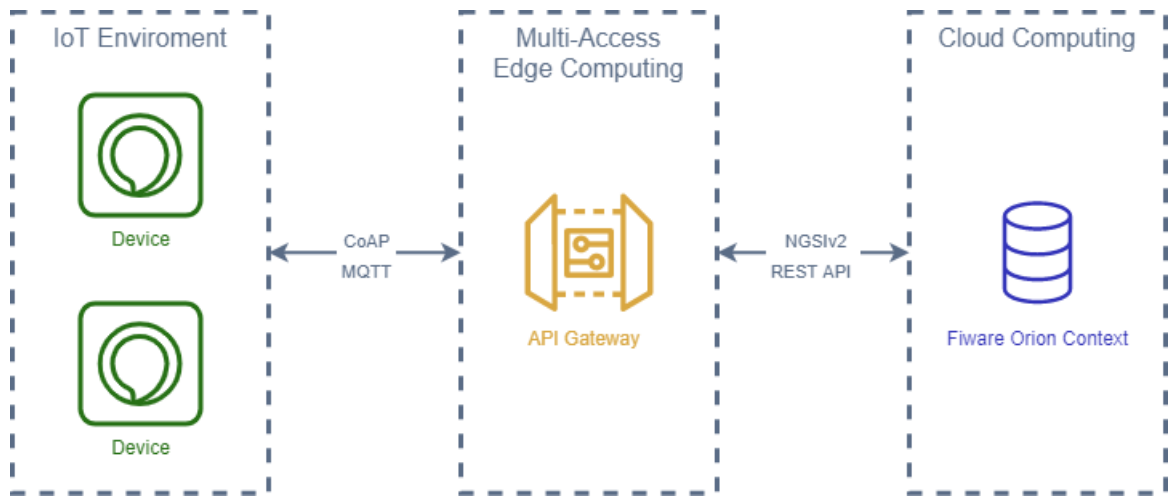 IoT Enviroment
Device
Device
CoAP
MQTT
Multi-Access
Edge Computing
API Gateway
NGSIv2
REST API
Cloud Computing
Fiware Orion Context